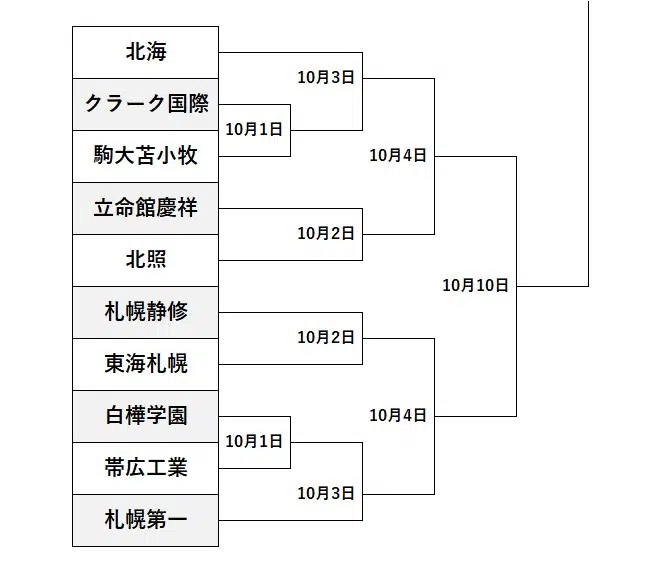 北海
クラーク国際
駒大苫小牧
立命館慶祥
北照
札幌静修
東海札幌
白樺学園
帯広工業
札幌第一
10月1日
10月1日
10月3日
10月2日
10月2日
10月3日
10月4日
10月4日
10月10日